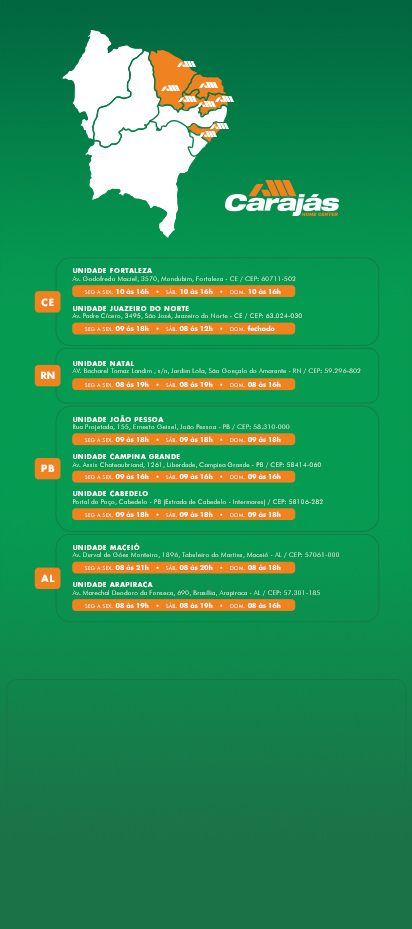 Carajás
HOME CENTER
CE
UNIDADE FORTALEZA
Av. Godofredo Maciel, 3570, Mondubim, Fortaleza - CE / CEP: 60711-502
SEG A SEX. 10 às 16h • SÁB. 10 às 16h • DOM. 10 às 16h
UNIDADE JUAZEIRO DO NORTE
Av. Padre Cícero, 3495, São José, Juazeiro do Norte - CE / CEP: 63.024-030
SEG A SEX. 09 às 18h • SÁB. 08 às 12h • DOM. fechado
RN
UNIDADE NATAL
AV. Bacharel Tomaz Landim , s/n, Jardim Lola, São Gonçalo do Amarante - RN / CEP: 59.296-802
SEG A SEX. 08 às 19h • SÁB. 08 às 19h • DOM. 08 às 16h
PB
UNIDADE JOÃO PESSOA
Rua Projetada, 155, Ernesto Geisel, João Pessoa - PB / CEP: 58.310-000
SEG A SEX. 09 às 18h • SÁB. 09 às 18h • DOM. 09 às 18h
UNIDADE CAMPINA GRANDE
Av. Assis Chateaubriand, 1261, Liberdade, Campina Grande - PB / CEP: 58414-060
SEG A SEX. 09 às 16h • SÁB. 09 às 16h • DOM. 09 às 16h
UNIDADE CABEDELO
Portal do Poço, Cabedelo - PB (Estrada de Cabedelo - Intermares) / CEP: 58106-282
SEG A SEX. 09 às 18h • SÁB. 09 às 18h • DOM. 09 às 18h
AL
UNIDADE MACEIÓ
Av. Durval de Góes Monteiro, 1896, Tabuleiro do Martins, Maceió - AL / CEP: 57061-000
SEG A SEX. 08 às 21h • SÁB. 08 às 20h • DOM. 08 às 18h
UNIDADE ARAPIRACA
Av. Marechal Deodoro da Fonseca, 690, Brasília, Arapiraca - AL / CEP: 57.301-185
SEG A SEX. 08 às 19h • SÁB. 08 às 19h • DOM. 08 às 16h